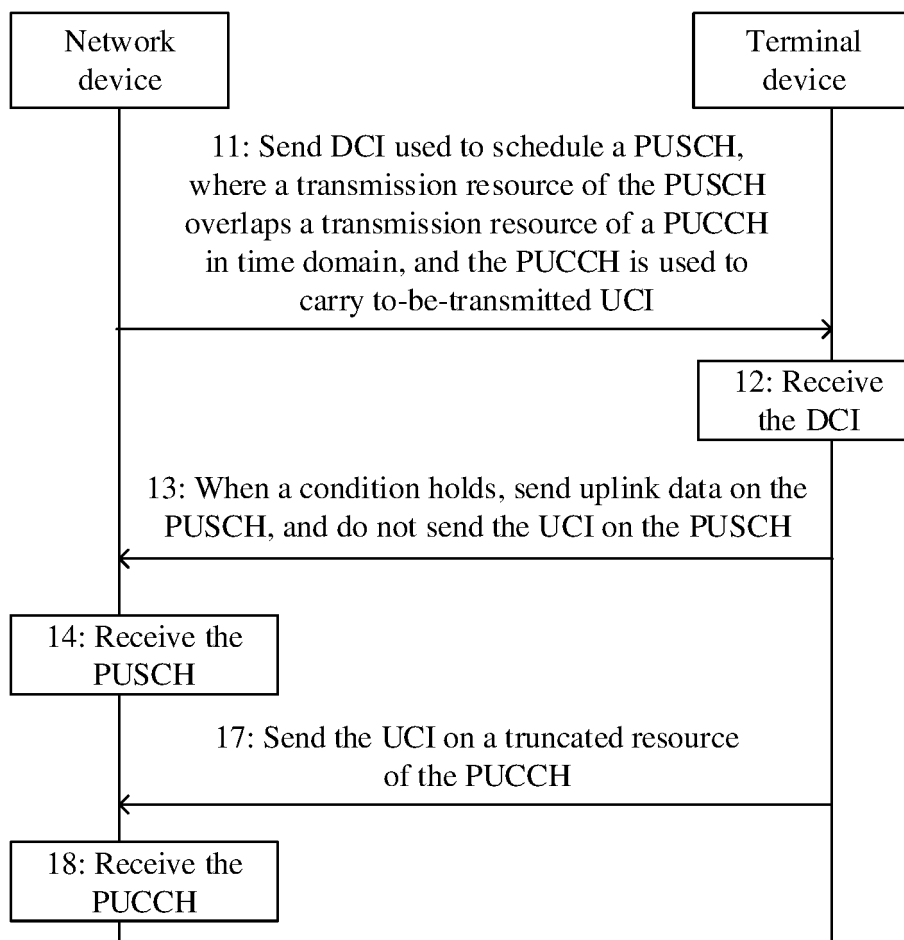 Network
device
Terminal
device
11: Send DCI used to schedule a PUSCH,
where a transmission resource of the PUSCH
overlaps a transmission resource of a PUCCH
in time domain, and the PUCCH is used to
carry to-be-transmitted UCI
12: Receive
the DCI
13: When a condition holds, send uplink data on the
PUSCH, and do not send the UCI on the PUSCH
14: Receive the
PUSCH
17: Send the UCI on a truncated resource
of the PUCCH
18: Receive the
PUCCH